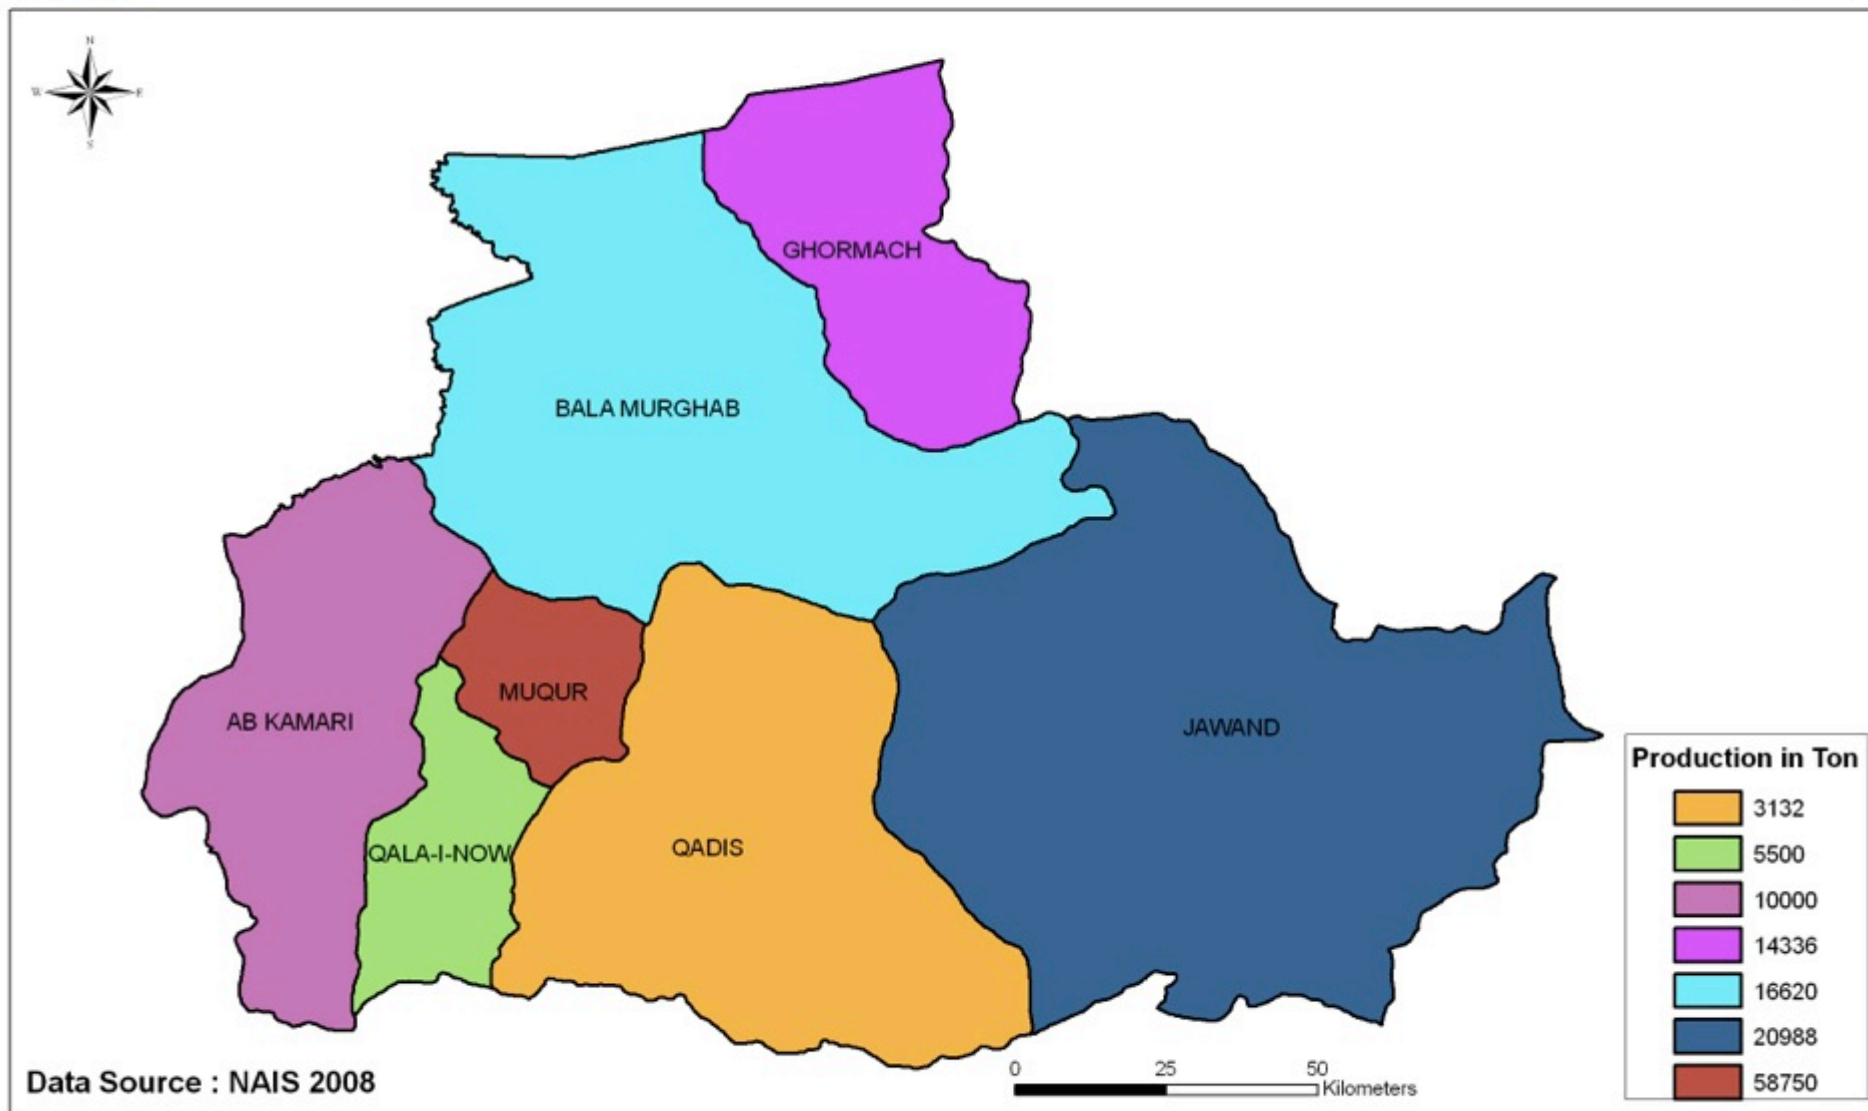 N
W E
S
GHORMACH
BALA MURGHAB
MUQUR
AB KAMARI
JAWAND
QALA-I-NOW
QADIS
Production in Ton
3132
5500
10000
14336
16620
20988
58750
0 25 50
Kilometers
Data Source : NAIS 2008